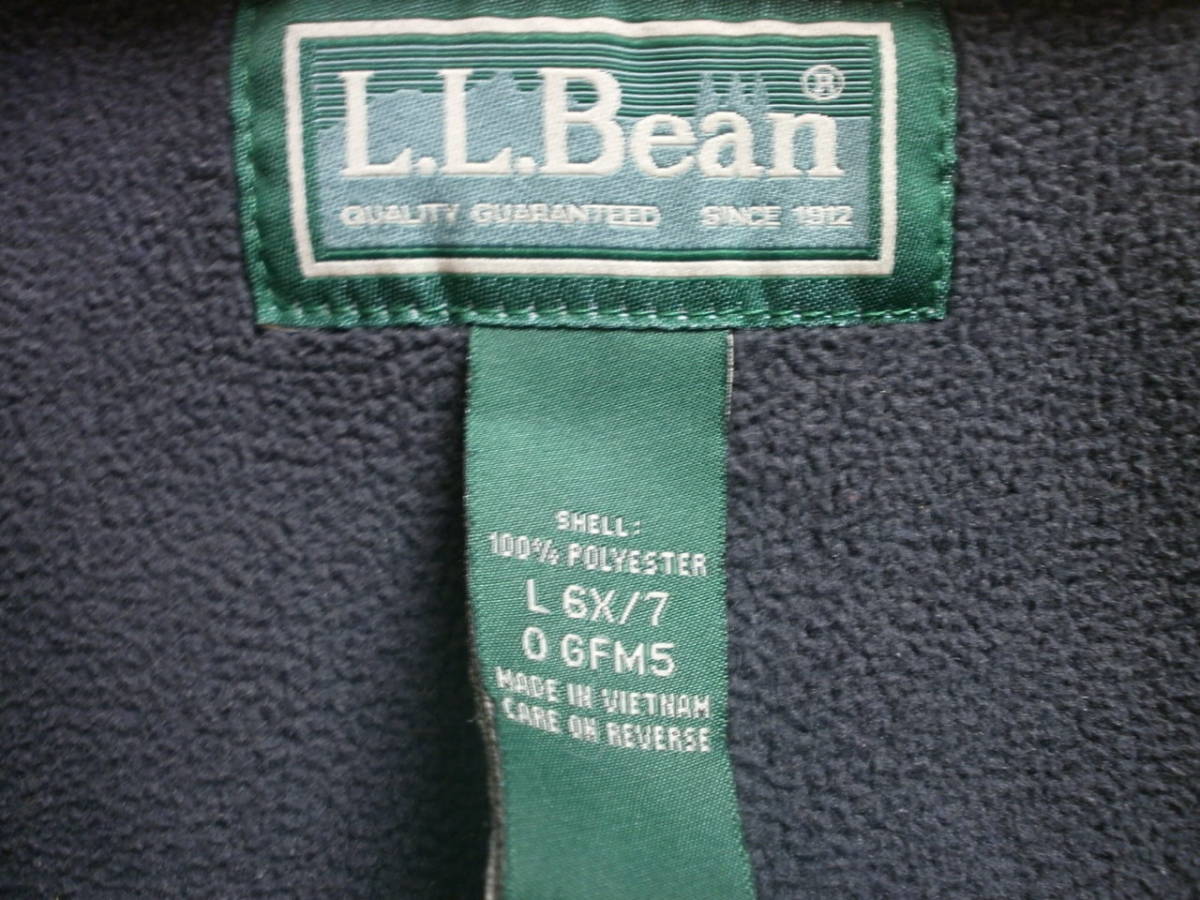 L.L.Bean®
QUALITY GUARANTEED SINCE 1912
SHELL:
100% POLYESTER
L 6X/7
0 GFM5
MADE IN VIETNAM
CARE ON REVERSE